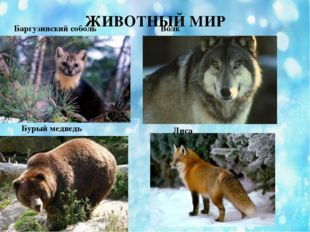 ЖИВОТНЫЙ МИР
Баргузинский соболь
Волк
Бурый медведь
Лиса